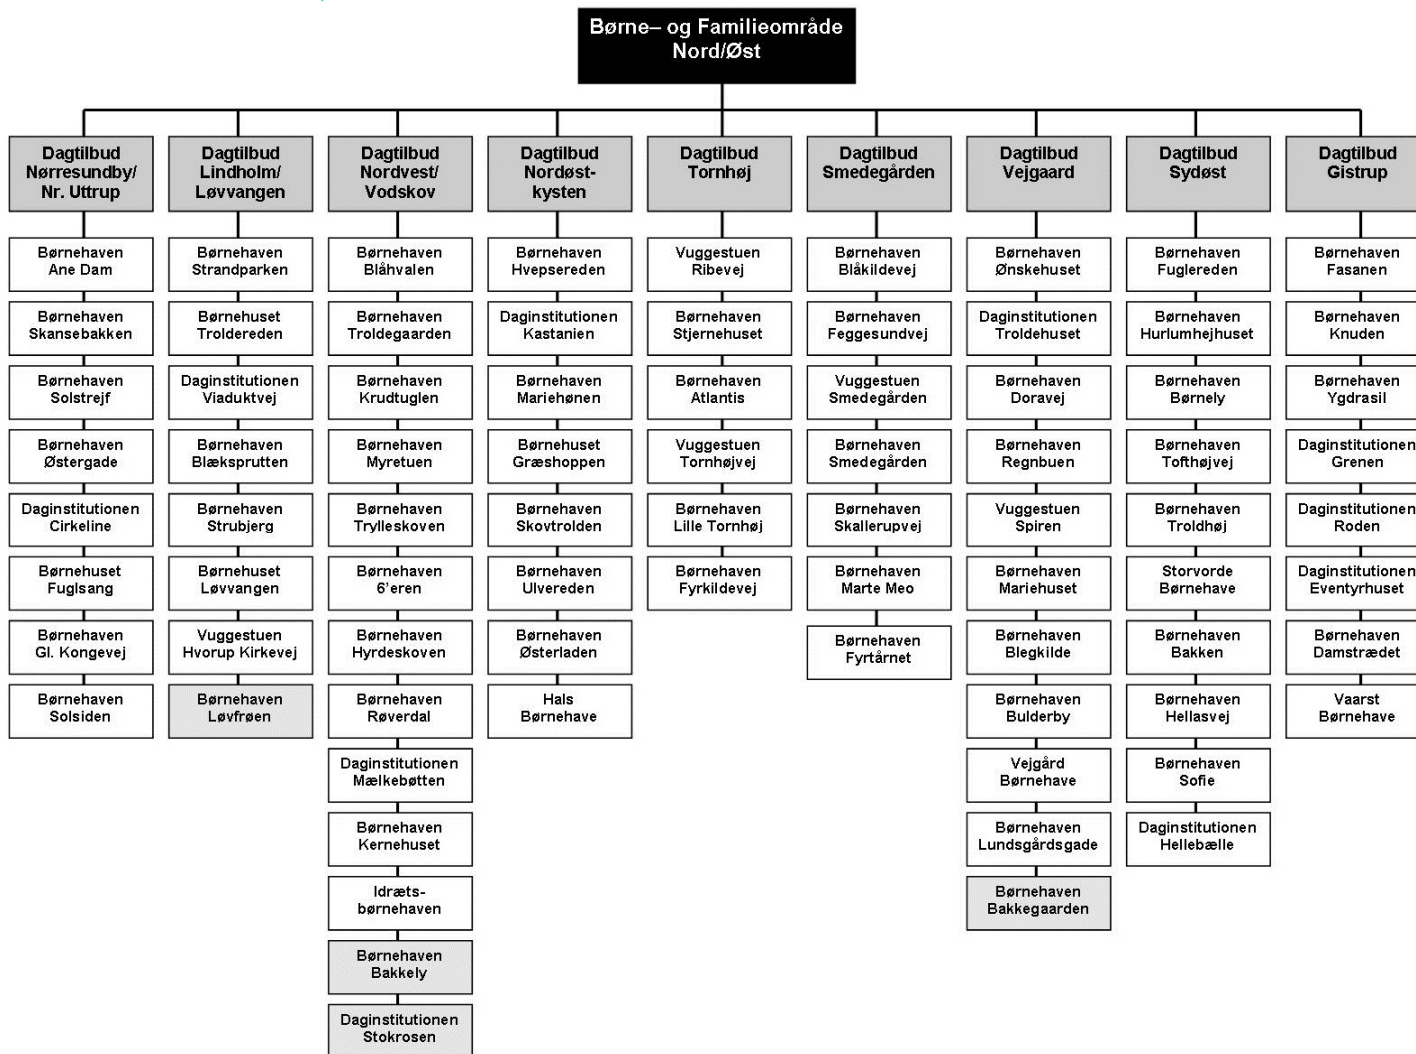 Børne– og Familieområde
Nord/Øst
Dagtilbud
Nørresundby/
Nr. Uttrup
Børnehaven
Ane Dam
Børnehaven
Skansebakken
Børnehaven
Solstrejf
Børnehaven
Østergade
Daginstitutionen
Cirkeline
Børnehuset
Fuglsang
Børnehaven
Gl. Kongevej
Børnehaven
Solsiden
Dagtilbud
Lindholm/
Løvvangen
Børnehaven
Strandparken
Børnehuset
Troldereden
Daginstitutionen
Viaduktvej
Børnehaven
Blæksprutten
Børnehaven
Strubjerg
Børnehuset
Løvvangen
Vuggestuen
Hvorup Kirkevej
Børnehaven
Løvfrøen
Dagtilbud
Nordvest/
Vodskov
Børnehaven
Blåhvalen
Børnehaven
Troldegaarden
Børnehaven
Krudtuglen
Børnehaven
Myretuen
Børnehaven
Trylleskoven
Børnehaven
6’eren
Børnehaven
Hyrdeskoven
Børnehaven
Røverdal
Daginstitutionen
Mælkebøtten
Børnehaven
Kernehuset
Idræts-
børnehaven
Børnehaven
Bakkely
Daginstitutionen
Stokrosen
Dagtilbud
Nordøst-
kysten
Børnehaven
Hvepsereden
Daginstitutionen
Kastanien
Børnehaven
Mariehønen
Børnehuset
Græshoppen
Børnehaven
Skovtrolden
Børnehaven
Ulvereden
Børnehaven
Østerladen
Hals
Børnehave
Dagtilbud
Tornhøj
Vuggestuen
Ribevej
Børnehaven
Stjernehuset
Børnehaven
Atlantis
Vuggestuen
Tornhøjvej
Børnehaven
Lille Tornhøj
Børnehaven
Fyrkildevej
Dagtilbud
Smedegården
Børnehaven
Blåkildevej
Børnehaven
Feggesundvej
Vuggestuen
Smedegården
Børnehaven
Smedegården
Børnehaven
Skallerupvej
Børnehaven
Marte Meo
Børnehaven
Fyrtårnet
Dagtilbud
Vejgaard
Børnehaven
Ønskehuset
Daginstitutionen
Troldehuset
Børnehaven
Doravej
Børnehaven
Regnbuen
Vuggestuen
Spiren
Børnehaven
Mariehuset
Børnehaven
Blegkilde
Børnehaven
Bulderby
Vejgård
Børnehave
Børnehaven
Lundsgårdsgade
Børnehaven
Bakkegaarden
Dagtilbud
Sydøst
Børnehaven
Fuglereden
Børnehaven
Hurlumhejhuset
Børnehaven
Børnely
Børnehaven
Tofthøjvej
Børnehaven
Troldhøj
Storvorde
Børnehave
Børnehaven
Bakken
Børnehaven
Hellasvej
Børnehaven
Sofie
Daginstitutionen
Hellebælle
Dagtilbud
Gistrup
Børnehaven
Fasanen
Børnehaven
Knuden
Børnehaven
Ygdrasil
Daginstitutionen
Grenen
Daginstitutionen
Roden
Daginstitutionen
Eventyrhuset
Børnehaven
Damstrædet
Vaarst
Børnehave